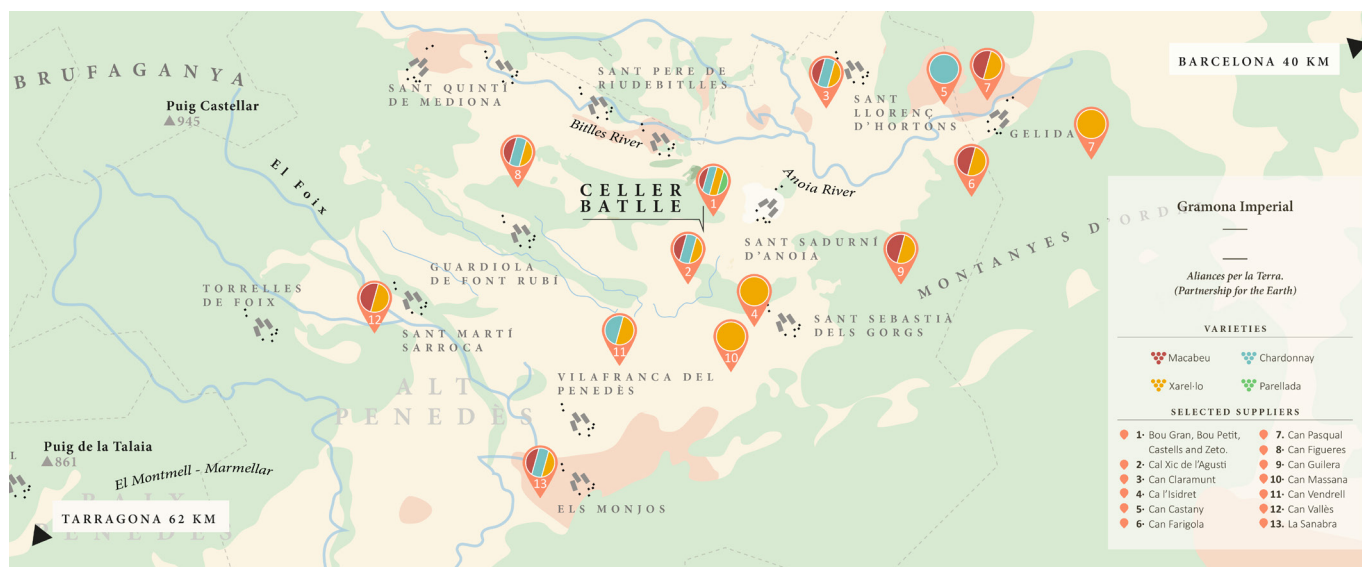 BRUFAGANYA
Puig Castellar
945
SANT QUINTÍ
DE MEDIONA
SANT PERE DE
RIUDEBITLLES
Bitlles River
3
SANT
LLORENÇ
D'HORTONS
5
7
GELIDA
7
BARCELONA 40 KM
El Foix
8
CELLER
BATLLE
1
Anoia River
6
SANT SADURNÍ
D'ANOIA
2
9
MONTANYES D'ORDAL
GUARDIOLA
DE FONT RUBÍ
TORRELLES
DE FOIX
12
SANT MARTÍ
SARROCA
4
SANT SEBASTIÀ
DELS GORGS
11
10
VILAFRANCA DEL
PENEDÈS
ALT
PENEDÈS
Puig de la Talaia
861
El Montmell - Marmellar
13
ELS MONJOS
BAIX
PENEDÈS
TARRAGONA 62 KM
Gramona Imperial
Aliances per la Terra.
(Partnership for the Earth)
VARIETIES
Macabeu
Chardonnay
Xarel·lo
Parellada
SELECTED SUPPLIERS
1· Bou Gran, Bou Petit,
Castells and Zeto.
2· Cal Xic de l'Agustí
3· Can Claramunt
4· Ca l'Isidret
5· Can Castany
6· Can Farigola
7. Can Pasqual
8· Can Figueres
9· Can Guilera
10· Can Massana
11· Can Vendrell
12· Can Vallès
13. La Sanabra